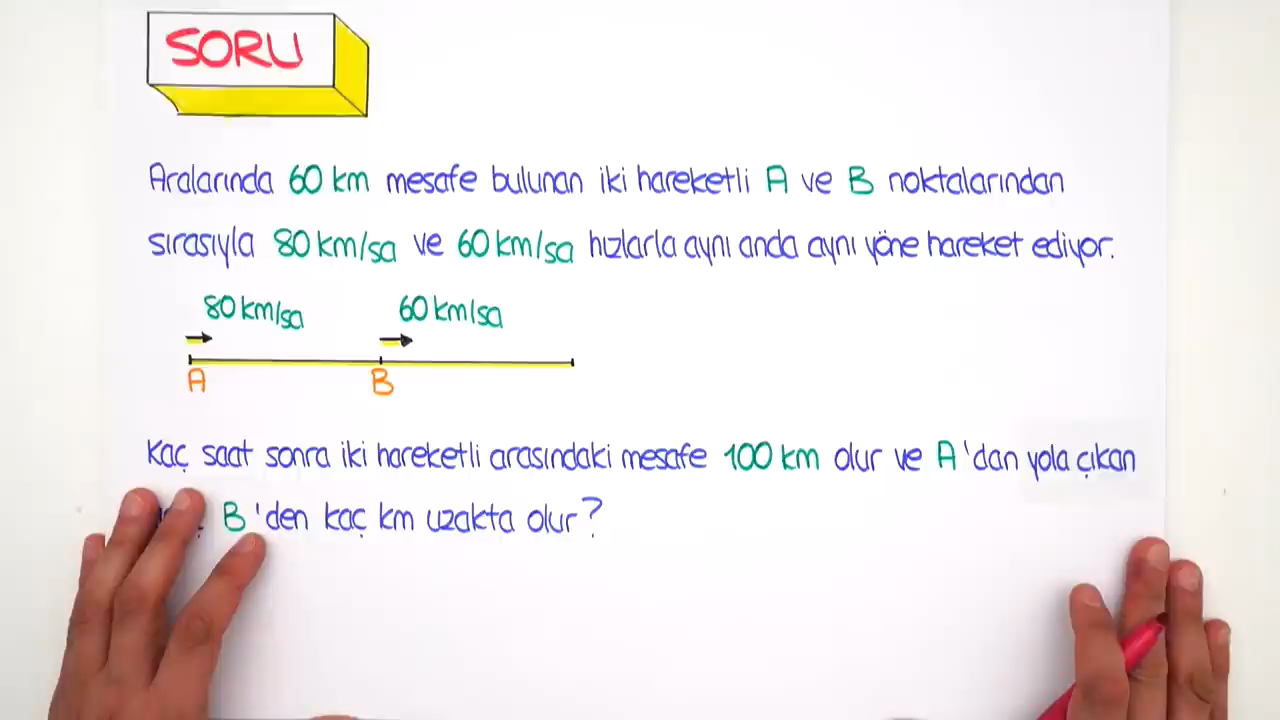 SORU
Aralarında 60 km mesafe bulunan iki hareketli A ve B noktalarından
sırasıyla 80 km/sa ve 60 km/sa hızlarla aynı anda aynı yöne hareket ediyor.
80 km/sa 60 km/sa
A B
Kaç saat sonra iki hareketli arasındaki mesafe 100 km olur ve A'dan yola çıkan
B'den kaç km uzakta olur?